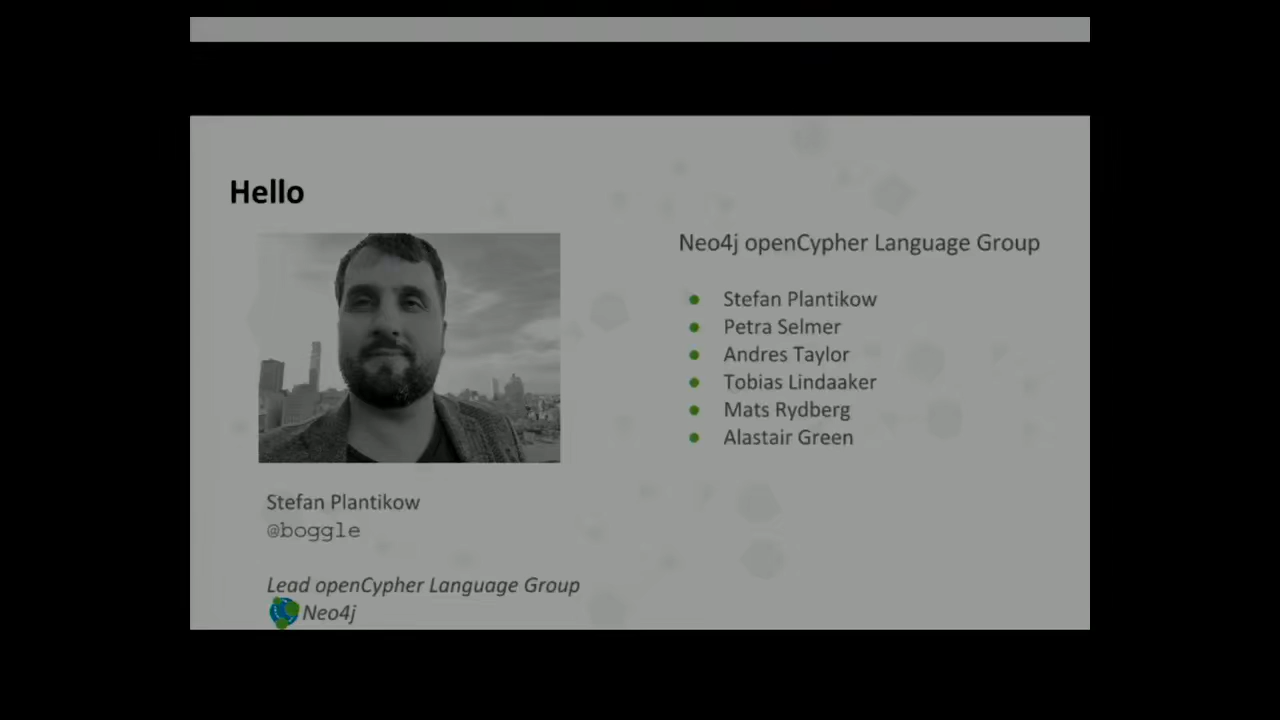 Hello
Stefan Plantikow
@boggle
Lead openCypher Language Group
Neo4j
Neo4j openCypher Language Group
Stefan Plantikow
Petra Selmer
Andres Taylor
Tobias Lindaaker
Mats Rydberg
Alastair Green